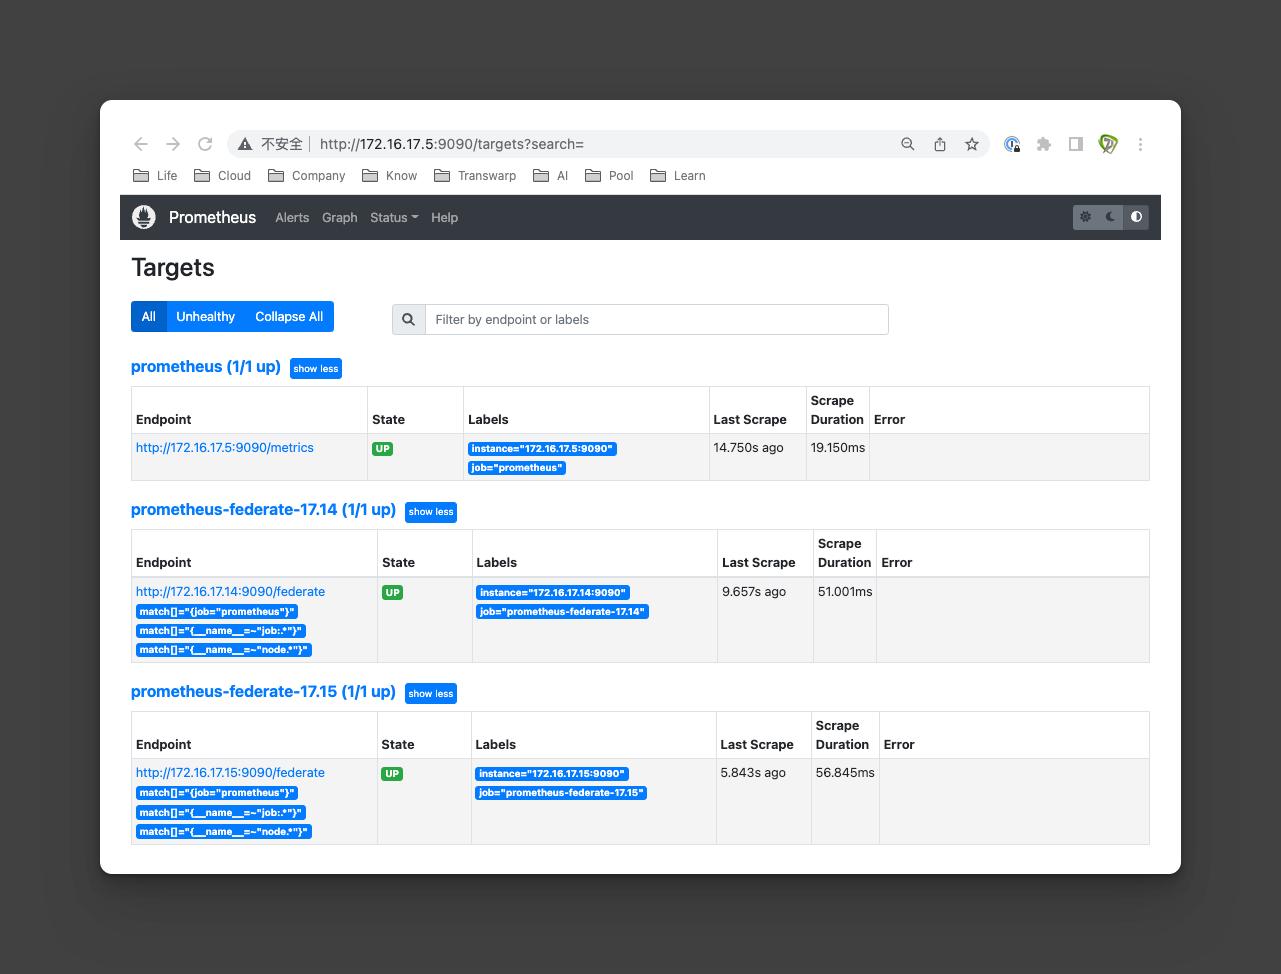 不安全 http://172.16.17.5:9090/targets?search=
Life Cloud Company Know Transwarp AI Pool Learn
Prometheus Alerts Graph Status Help
Targets
All Unhealthy Collapse All Filter by endpoint or labels
prometheus (1/1 up) show less
Endpoint State Labels Last Scrape Scrape Duration Error
http://172.16.17.5:9090/metrics UP instance="172.16.17.5:9090" 14.750s ago 19.150ms
job="prometheus"
prometheus-federate-17.14 (1/1 up) show less
Endpoint State Labels Last Scrape Scrape Duration Error
http://172.16.17.14:9090/federate UP instance="172.16.17.14:9090" 9.657s ago 51.001ms
match[]="{job="prometheus"}" job="prometheus-federate-17.14"
match[]="{__name__=~"job:.*"}"
match[]="{__name__=~"node.*"}"
prometheus-federate-17.15 (1/1 up) show less
Endpoint State Labels Last Scrape Scrape Duration Error
http://172.16.17.15:9090/federate UP instance="172.16.17.15:9090" 5.843s ago 56.845ms
match[]="{job="prometheus"}" job="prometheus-federate-17.15"
match[]="{__name__=~"job:.*"}"
match[]="{__name__=~"node.*"}"